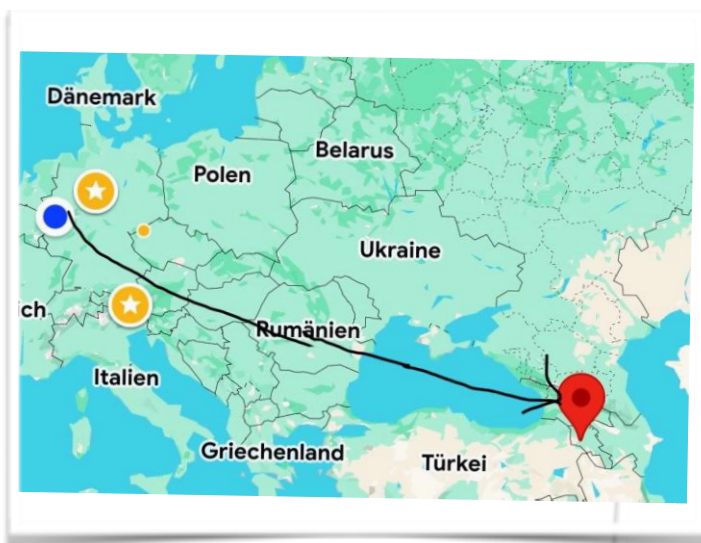 Dänemark
Belarus
Polen
Ukraine
ich
Rumänien
Italien
Griechenland
Türkei